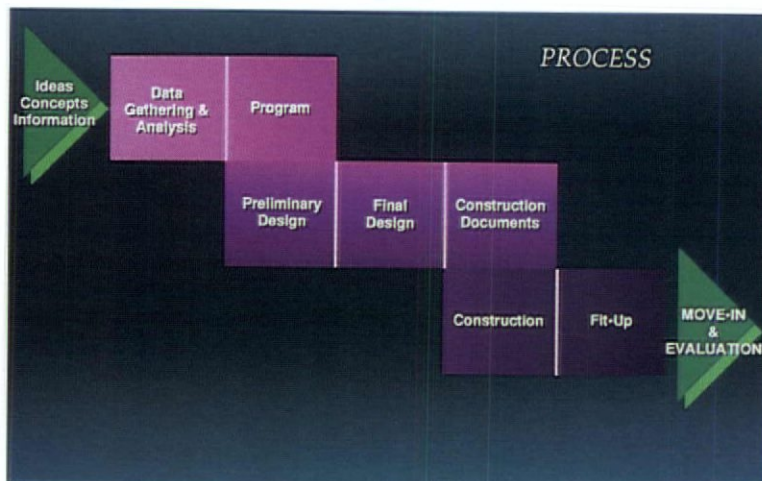 PROCESS
Ideas
Concepts
Information
Data
Gathering &
Analysis
Program
Preliminary
Design
Final
Design
Construction
Documents
Construction
Fit-Up
MOVE-IN
&
EVALUATION